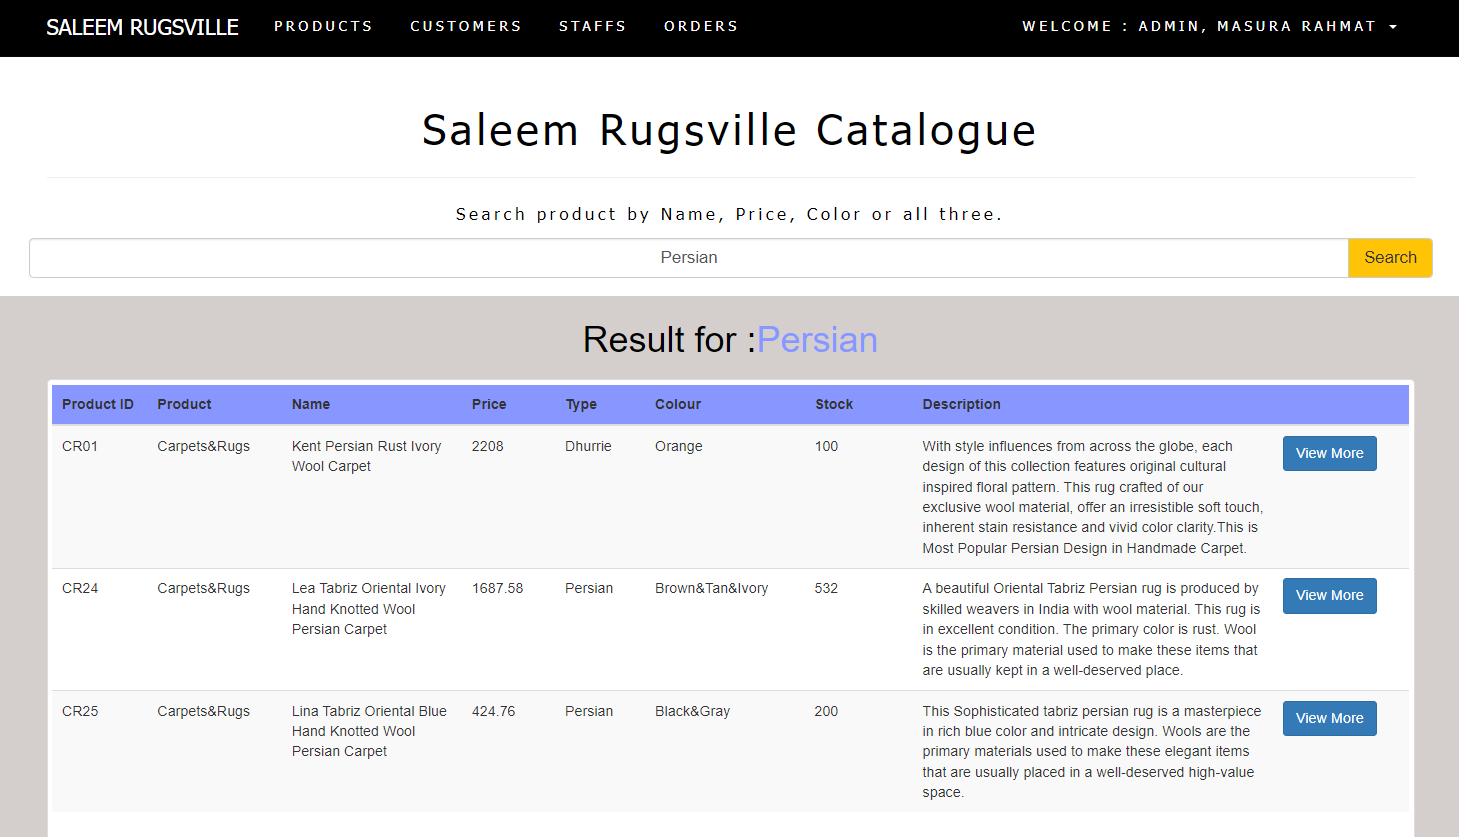 SALEEM RUGSVILLE PRODUCTS CUSTOMERS STAFFS ORDERS WELCOME : ADMIN, MASURA RAHMAT
Saleem Rugsville Catalogue
Search product by Name, Price, Color or all three.
Persian Search
Result for :Persian
Product ID Product Name Price Type Colour Stock Description
CR01 Carpets&Rugs Kent Persian Rust Ivory 2208 Dhurrie Orange 100 With style influences from across the globe, each View More
Wool Carpet design of this collection features original cultural
inspired floral pattern. This rug crafted of our
exclusive wool material, offer an irresistible soft touch,
inherent stain resistance and vivid color clarity.This is
Most Popular Persian Design in Handmade Carpet.
CR24 Carpets&Rugs Lea Tabriz Oriental Ivory 1687.58 Persian Brown&Tan&Ivory 532 A beautiful Oriental Tabriz Persian rug is produced by View More
Hand Knotted Wool skilled weavers in India with wool material. This rug is
Persian Carpet in excellent condition. The primary color is rust. Wool
is the primary material used to make these items that
are usually kept in a well-deserved place.
CR25 Carpets&Rugs Lina Tabriz Oriental Blue 424.76 Persian Black&Gray 200 This Sophisticated tabriz persian rug is a masterpiece View More
Hand Knotted Wool in rich blue color and intricate design. Wools are the
Persian Carpet primary materials used to make these elegant items
that are usually placed in a well-deserved high-value
space.